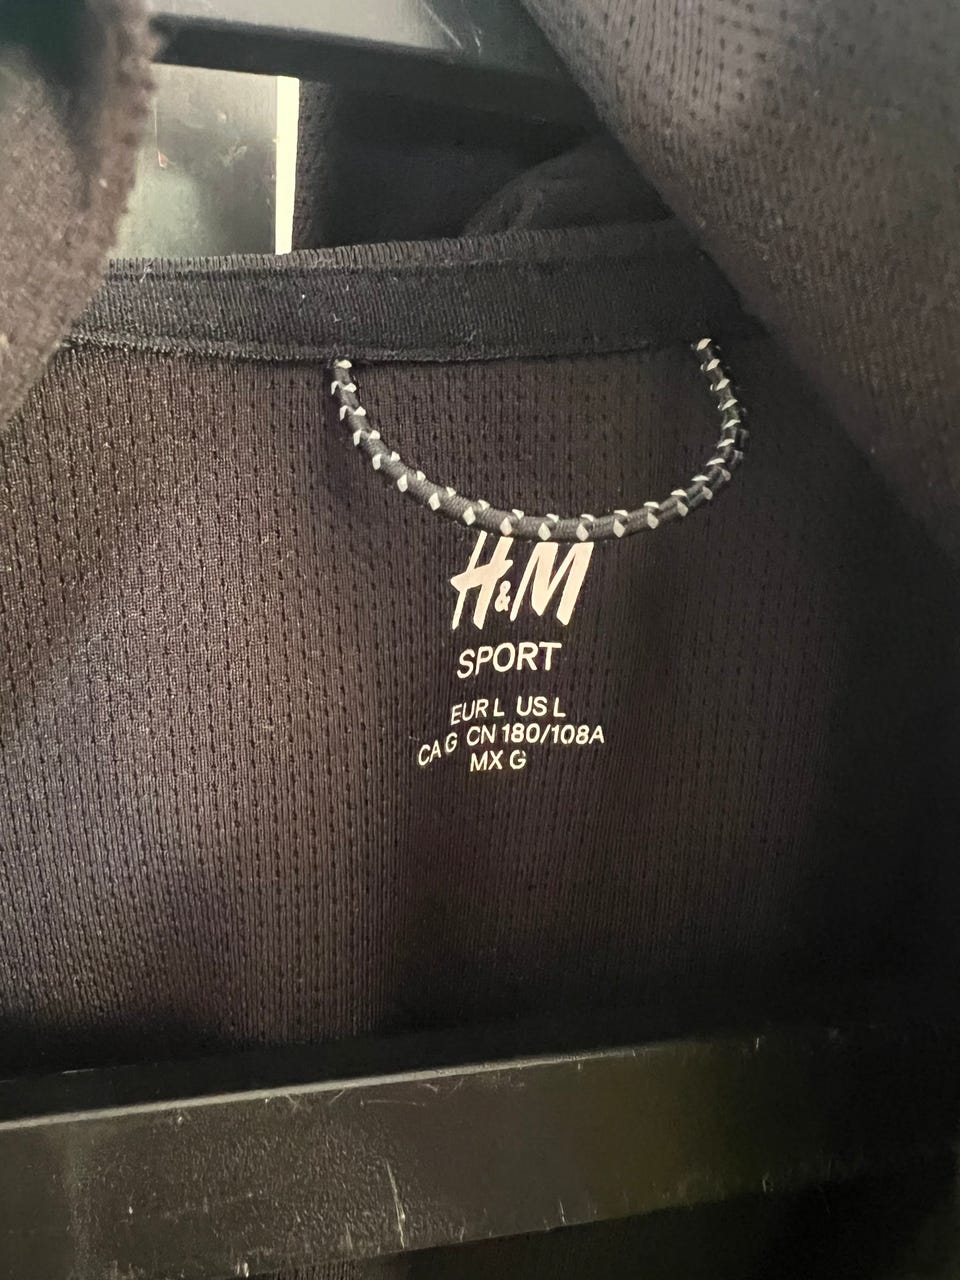 H&M
SPORT
EUR L US L
CA G CN 180/108A
MX G